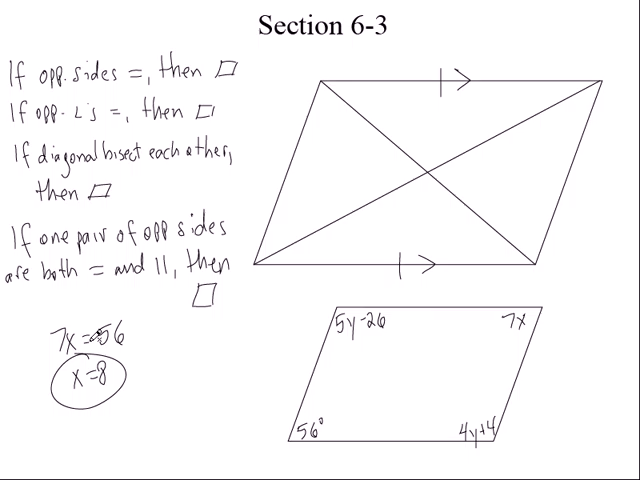 Section 6-3
If opp. sides =, then ▱
If opp. ∠'s =, then ▱
If diagonal bisect each other,
then ▱
If one pair of opp sides
are both = and ||, then
▱
7x = 56
x = 8
5y-26
7x
56°
4y+4